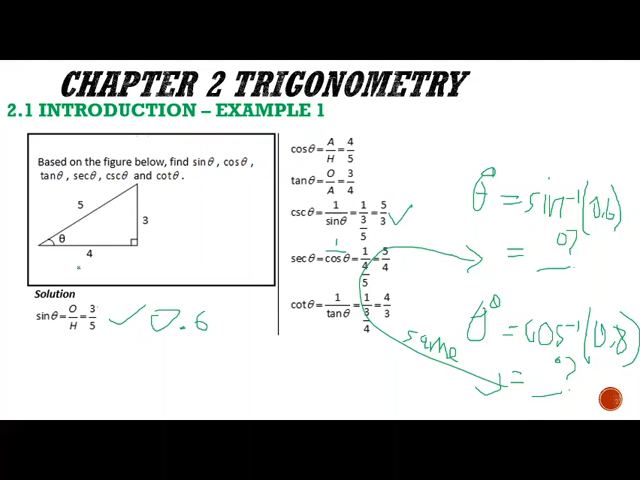 CHAPTER 2 TRIGONOMETRY
2.1 INTRODUCTION – EXAMPLE 1
Based on the figure below, find sinθ, cosθ,
tanθ, secθ, cscθ and cotθ.
5
3
θ
4
Solution
sinθ = O/H = 3/5
0.6
cosθ = A/H = 4/5
tanθ = O/A = 3/4
cscθ = 1/sinθ = 1/(3/5) = 5/3
secθ = 1/cosθ = 1/(4/5) = 5/4
cotθ = 1/tanθ = 1/(3/4) = 4/3
same
θ° = sin⁻¹(0.6)
= °?
θ° = cos⁻¹(0.8)
= °?